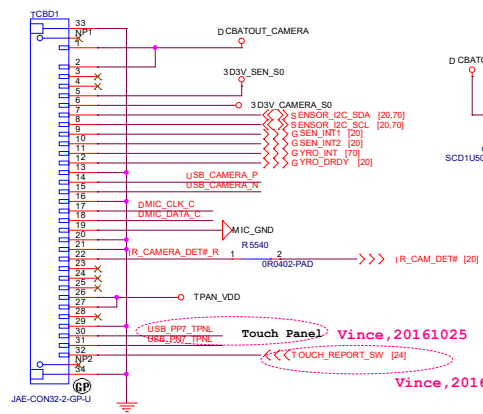 TCBD1
33
NP1
1
2
3
4
5
6
7
8
9
10
11
12
13
14
15
16
17
18
19
20
21
22
23
24
25
26
27
28
29
30
31
32
NP2
34
JAE-CON32-2-GP-U
GP
DCBATOUT_CAMERA
3D3V_SEN_S0
3D3V_CAMERA_S0
SENSOR_I2C_SDA [20,70]
SENSOR_I2C_SCL [20,70]
GSEN_INT1 [20]
GSEN_INT2 [20]
GYRO_INT [70]
GYRO_DRDY [20]
USB_CAMERA_P
USB_CAMERA_N
DMIC_CLK_C
DMIC_DATA_C
MIC_GND
R5540
IR_CAMERA_DET#_R 1 2 IR_CAM_DET# [20]
0R0402-PAD
TPAN_VDD
USB_PP7_TPNL
USB_PN7_TPNL
Touch Panel Vince,20161025
TOUCH_REPORT_SW [24]
Vince,2016
DCBATO
SCD1U50